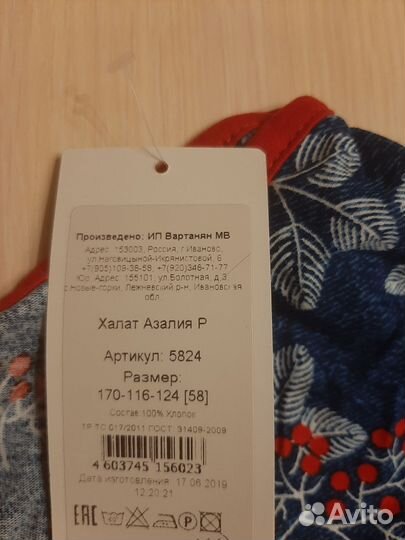 Произведено: ИП Вартанян МВ
Адрес: 153003, Россия, г.Иваново,
ул.Наговицыной-Икрянистовой, 6
+7(905)109-38-58, +7(920)346-71-77
Юр. Адрес: 155101, ул.Болотная, д.3,
с.Новые-горки, Лежневский р-н, Ивановская
обл.
Халат Азалия Р
Артикул: 5824
Размер:
170-116-124 [58]
Состав:100% Хлопок
ТР ТС 017/2011 ГОСТ: 31409-2009
4 603745 156023
Дата изготовления: 17.06.2019
12:20:21
EAC
P
Avito